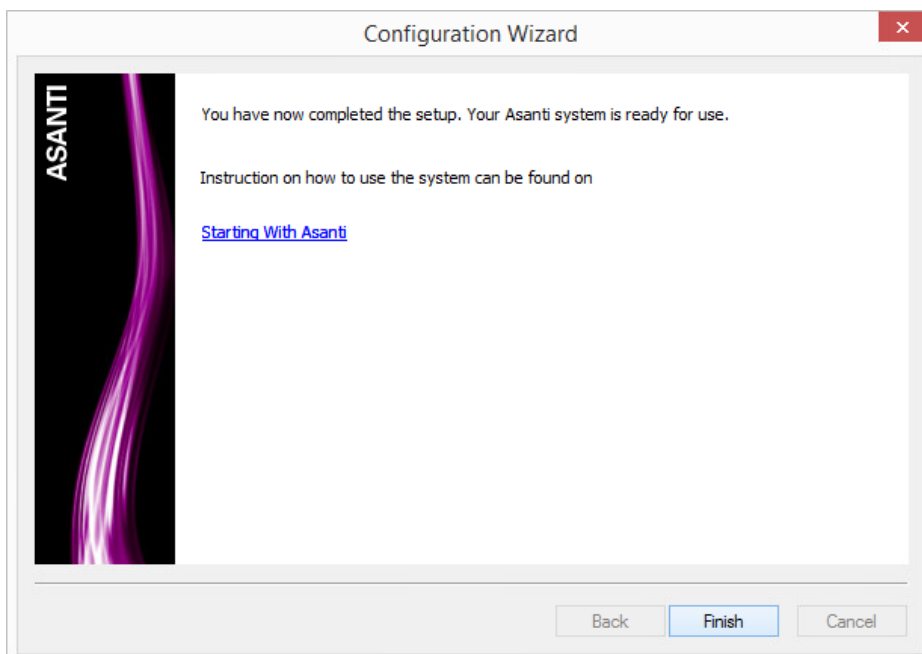 Configuration Wizard
ASANTI
You have now completed the setup. Your Asanti system is ready for use.
Instruction on how to use the system can be found on
Starting With Asanti
Back
Finish
Cancel